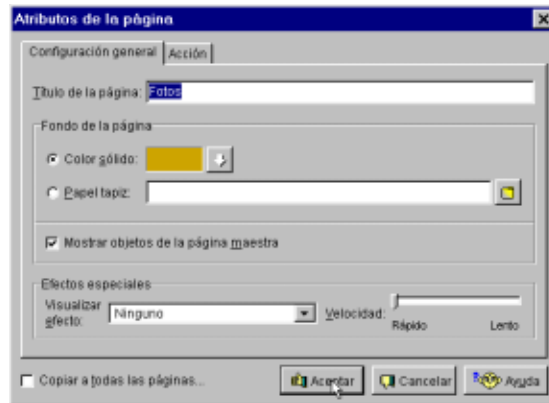 Atributos de la página
Configuración general Acción
Título de la página: Fotos
Fondo de la página
Color sólido:
Papel tapiz:
Mostrar objetos de la página maestra
Efectos especiales
Visualizar efecto: Ninguno Velocidad: Rápido Lento
Copiar a todas las páginas... Aceptar Cancelar Ayuda